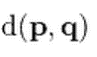 d(p, q)